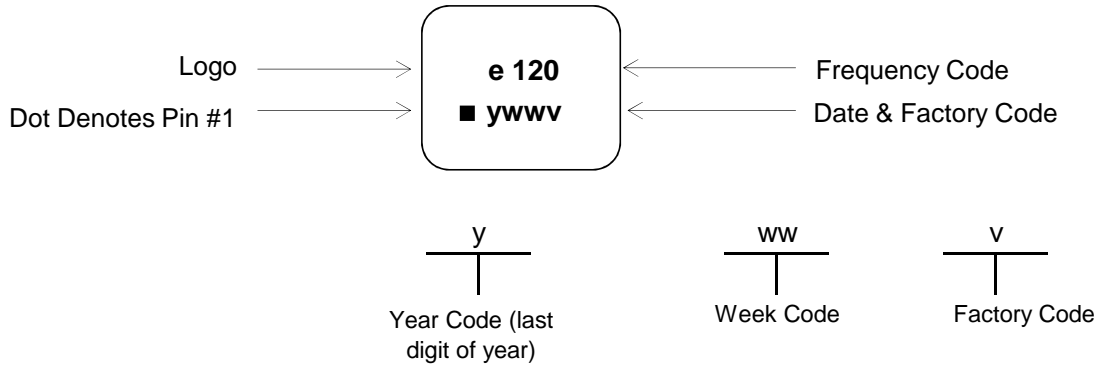 Logo
e 120
Frequency Code
Dot Denotes Pin #1
■ ywwv
Date & Factory Code
y
ww
v
Year Code (last
digit of year)
Week Code
Factory Code